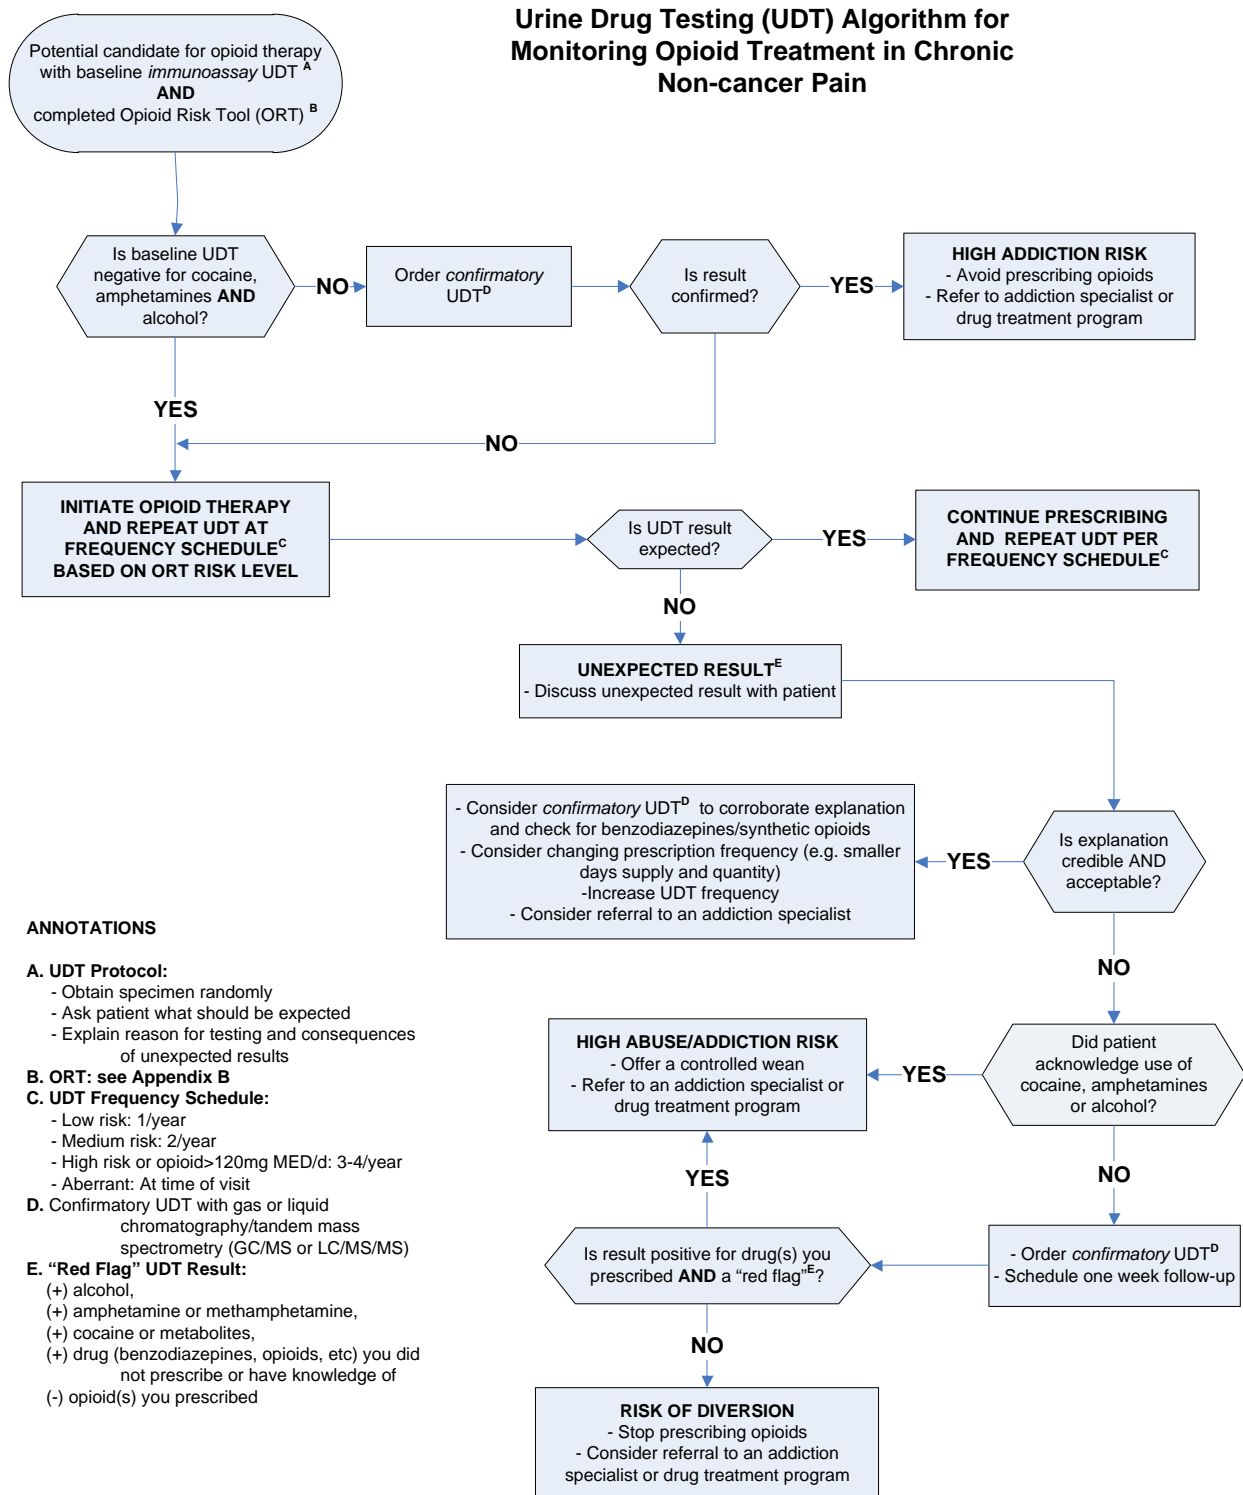 Urine Drug Testing (UDT) Algorithm for
Monitoring Opioid Treatment in Chronic
Non-cancer Pain
Potential candidate for opioid therapy
with baseline immunoassay UDT A
AND
completed Opioid Risk Tool (ORT) B
Is baseline UDT
negative for cocaine,
amphetamines AND
alcohol?
NO
Order confirmatory
UDTD
Is result
confirmed?
YES
HIGH ADDICTION RISK
- Avoid prescribing opioids
- Refer to addiction specialist or
drug treatment program
YES
NO
INITIATE OPIOID THERAPY
AND REPEAT UDT AT
FREQUENCY SCHEDULEC
BASED ON ORT RISK LEVEL
Is UDT result
expected?
YES
CONTINUE PRESCRIBING
AND REPEAT UDT PER
FREQUENCY SCHEDULEC
NO
UNEXPECTED RESULTE
- Discuss unexpected result with patient
- Consider confirmatory UDTD to corroborate explanation
and check for benzodiazepines/synthetic opioids
- Consider changing prescription frequency (e.g. smaller
days supply and quantity)
-Increase UDT frequency
- Consider referral to an addiction specialist
YES
Is explanation
credible AND
acceptable?
NO
HIGH ABUSE/ADDICTION RISK
- Offer a controlled wean
- Refer to an addiction specialist or
drug treatment program
YES
Did patient
acknowledge use of
cocaine, amphetamines
or alcohol?
YES
NO
Is result positive for drug(s) you
prescribed AND a “red flag”E?
- Order confirmatory UDTD
- Schedule one week follow-up
NO
RISK OF DIVERSION
- Stop prescribing opioids
- Consider referral to an addiction
specialist or drug treatment program
ANNOTATIONS
A. UDT Protocol:
- Obtain specimen randomly
- Ask patient what should be expected
- Explain reason for testing and consequences
of unexpected results
B. ORT: see Appendix B
C. UDT Frequency Schedule:
- Low risk: 1/year
- Medium risk: 2/year
- High risk or opioid>120mg MED/d: 3-4/year
- Aberrant: At time of visit
D. Confirmatory UDT with gas or liquid
chromatography/tandem mass
spectrometry (GC/MS or LC/MS/MS)
E. “Red Flag” UDT Result:
(+) alcohol,
(+) amphetamine or methamphetamine,
(+) cocaine or metabolites,
(+) drug (benzodiazepines, opioids, etc) you did
not prescribe or have knowledge of
(-) opioid(s) you prescribed